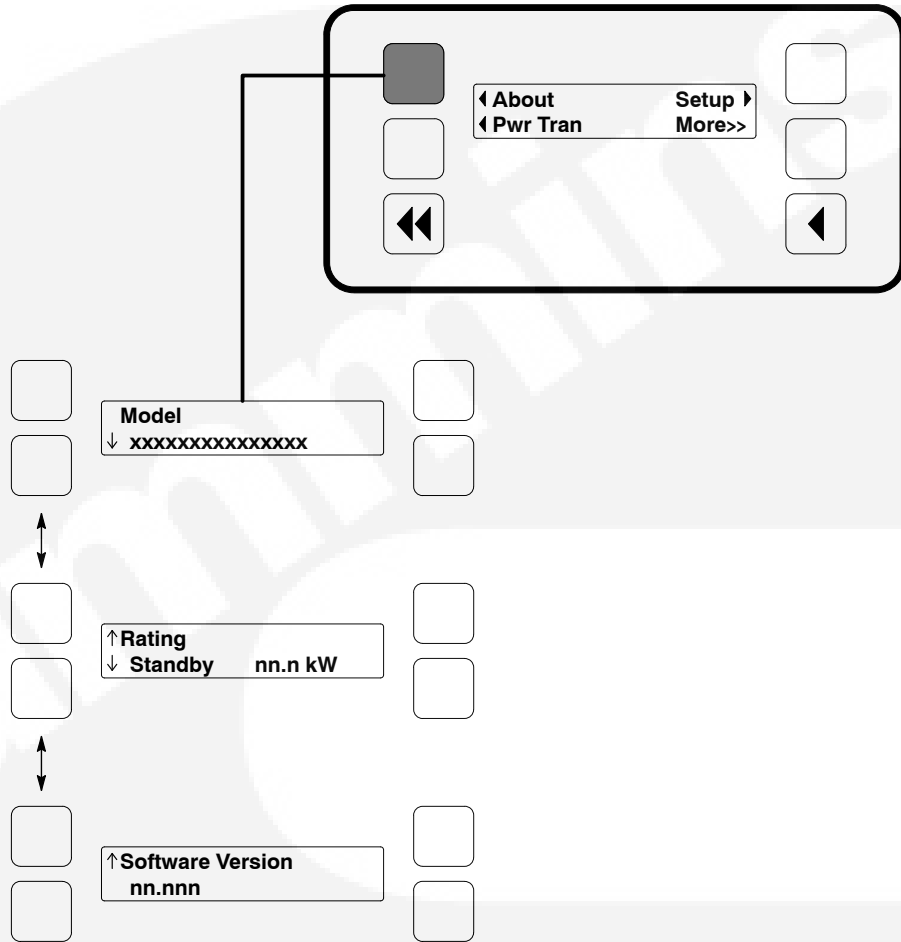 About Setup
Pwr Tran More>>
Model
↓ xxxxxxxxxxxxxxx
↑Rating
↓ Standby nn.n kW
↑Software Version
nn.nnn